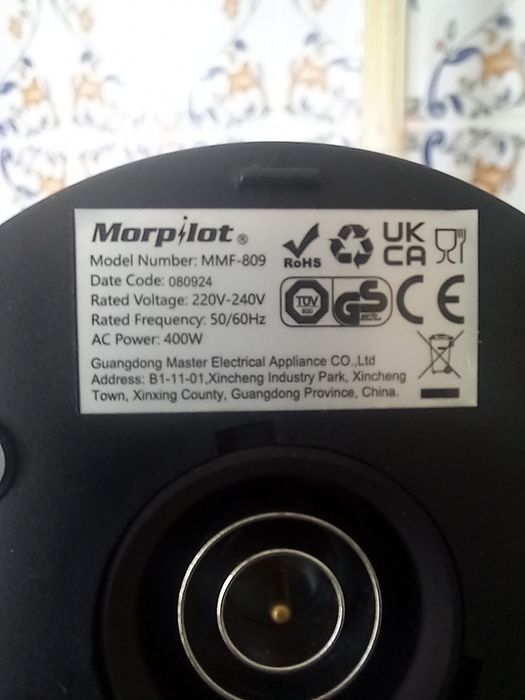 Morpilot®
Model Number: MMF-809
Date Code: 080924
Rated Voltage: 220V-240V
Rated Frequency: 50/60Hz
AC Power: 400W
RoHS
UK
CA
TÜV
GS
CE
Guangdong Master Electrical Appliance CO.,Ltd
Address: B1-11-01,Xincheng Industry Park, Xincheng
Town, Xinxing County, Guangdong Province, China.